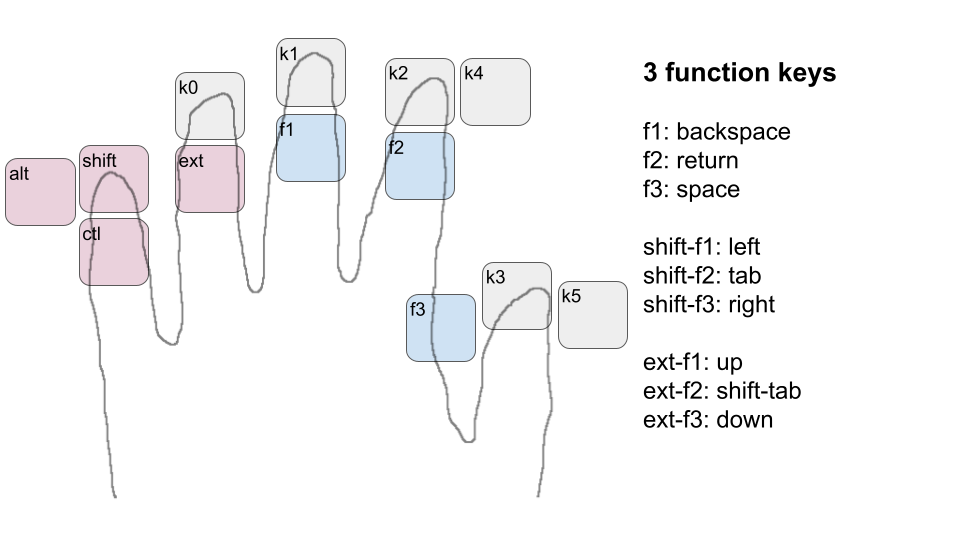 k1
k2
k4
k0
f1
f2
alt
shift
ext
ctl
k3
k5
f3
3 function keys
f1: backspace
f2: return
f3: space
shift-f1: left
shift-f2: tab
shift-f3: right
ext-f1: up
ext-f2: shift-tab
ext-f3: down